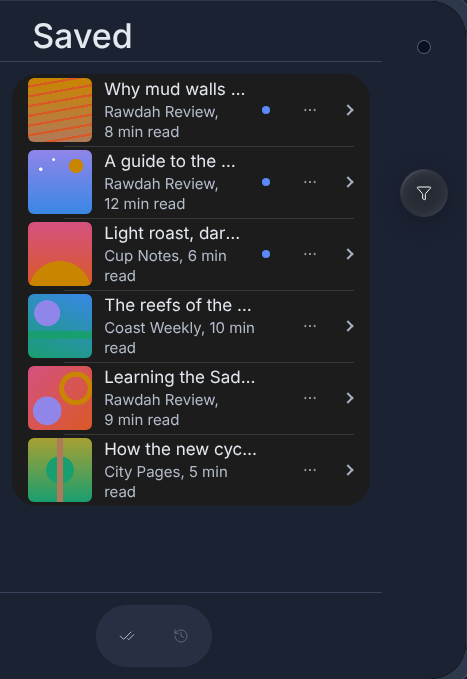 Saved
Why mud walls ...
Rawdah Review,
8 min read
A guide to the ...
Rawdah Review,
12 min read
Light roast, dar...
Cup Notes, 6 min
read
The reefs of the ...
Coast Weekly, 10 min
read
Learning the Sad...
Rawdah Review,
9 min read
How the new cyc...
City Pages, 5 min
read